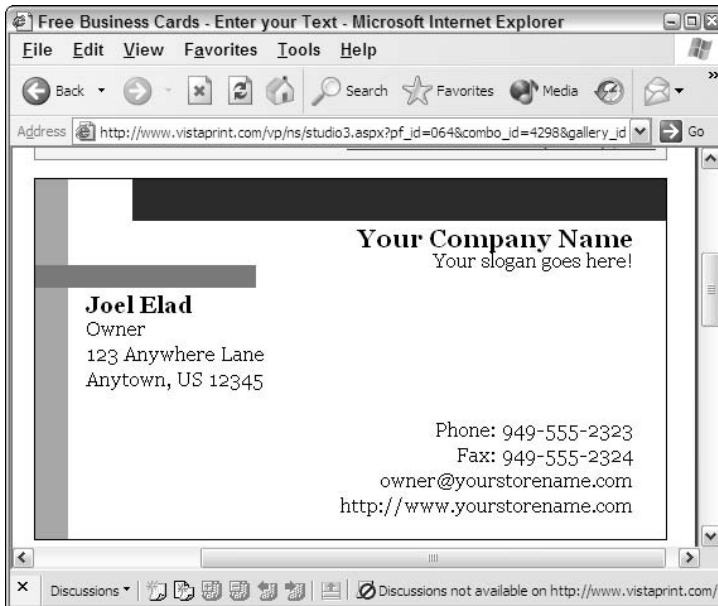 Free Business Cards - Enter your Text - Microsoft Internet Explorer
File Edit View Favorites Tools Help
Back Search Favorites Media »
Address http://www.vistaprint.com/vp/ns/studio3.aspx?pf_id=064&combo_id=4298&gallery_id Go
Your Company Name
Your slogan goes here!
Joel Elad
Owner
123 Anywhere Lane
Anytown, US 12345
Phone: 949-555-2323
Fax: 949-555-2324
owner@yourstorename.com
http://www.yourstorename.com
× Discussions Discussions not available on http://www.vistaprint.com/